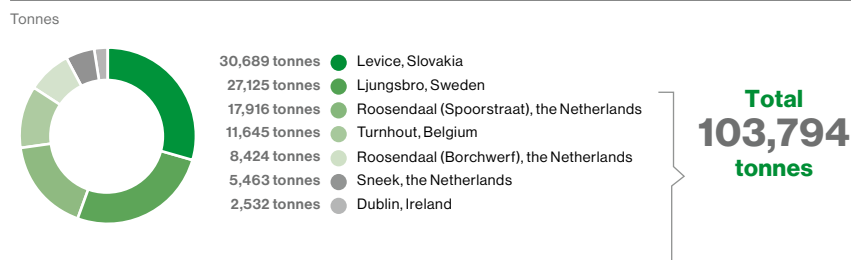 Tonnes
30,689 tonnes Levice, Slovakia
27,125 tonnes Ljungsbro, Sweden
17,916 tonnes Roosendaal (Spoorstraat), the Netherlands
11,645 tonnes Turnhout, Belgium
8,424 tonnes Roosendaal (Borchwerf), the Netherlands
5,463 tonnes Sneek, the Netherlands
2,532 tonnes Dublin, Ireland
Total
103,794
tonnes